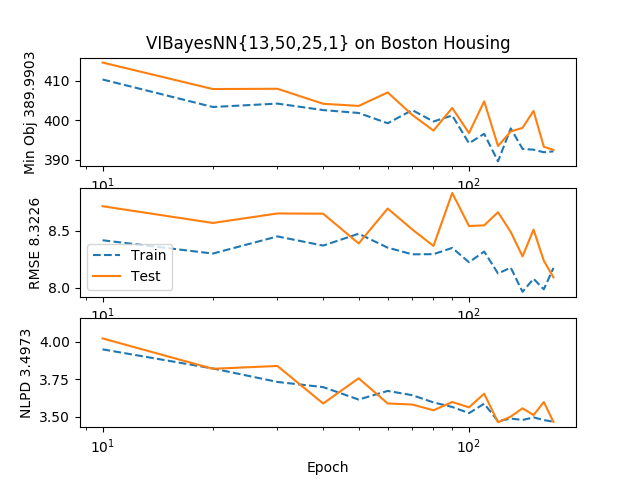 VIBayesNN{13,50,25,1} on Boston Housing
Min Obj 389.9903
410
400
390
10¹
10²
RMSE 8.3226
8.5
8.0
Train
Test
10¹
10²
NLPD 3.4973
4.00
3.75
3.50
10¹
10²
Epoch